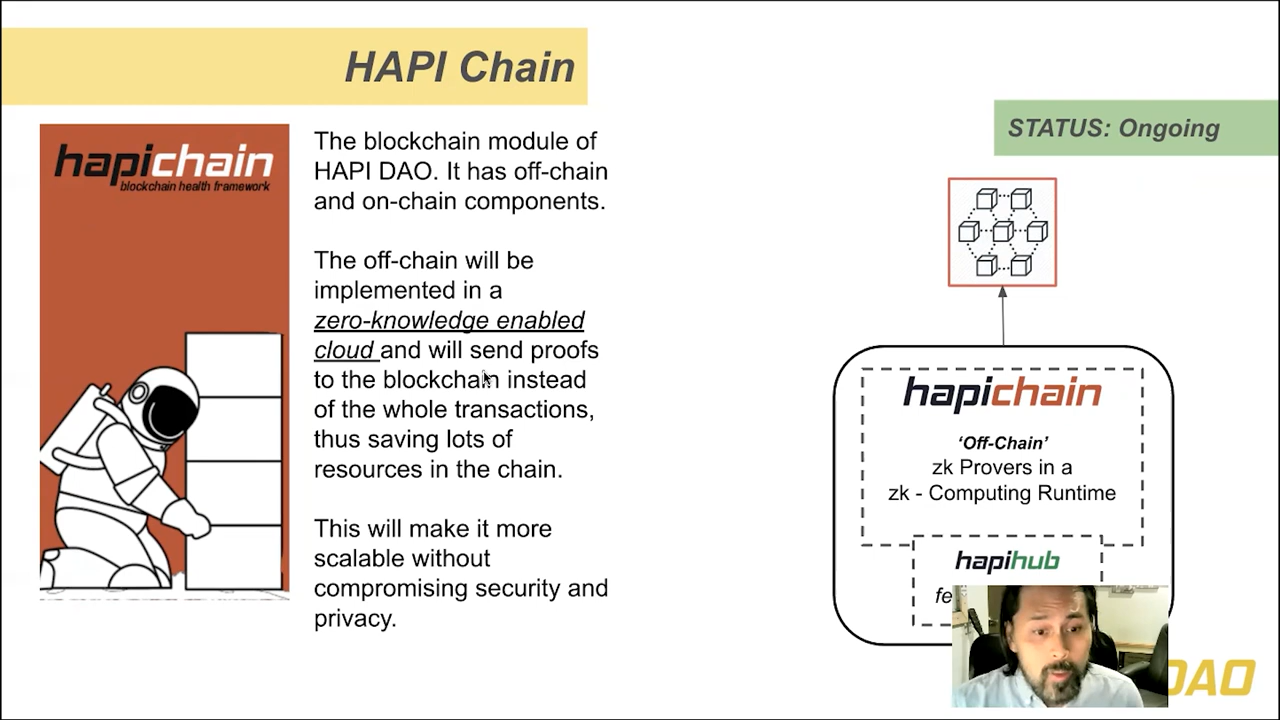 HAPI Chain
STATUS: Ongoing
hapichain
blockchain health framework
The blockchain module of
HAPI DAO. It has off-chain
and on-chain components.
The off-chain will be
implemented in a
zero-knowledge enabled
cloud and will send proofs
to the blockchain instead
of the whole transactions,
thus saving lots of
resources in the chain.
This will make it more
scalable without
compromising security and
privacy.
hapichain
‘Off-Chain’
zk Provers in a
zk - Computing Runtime
hapihub
DAO